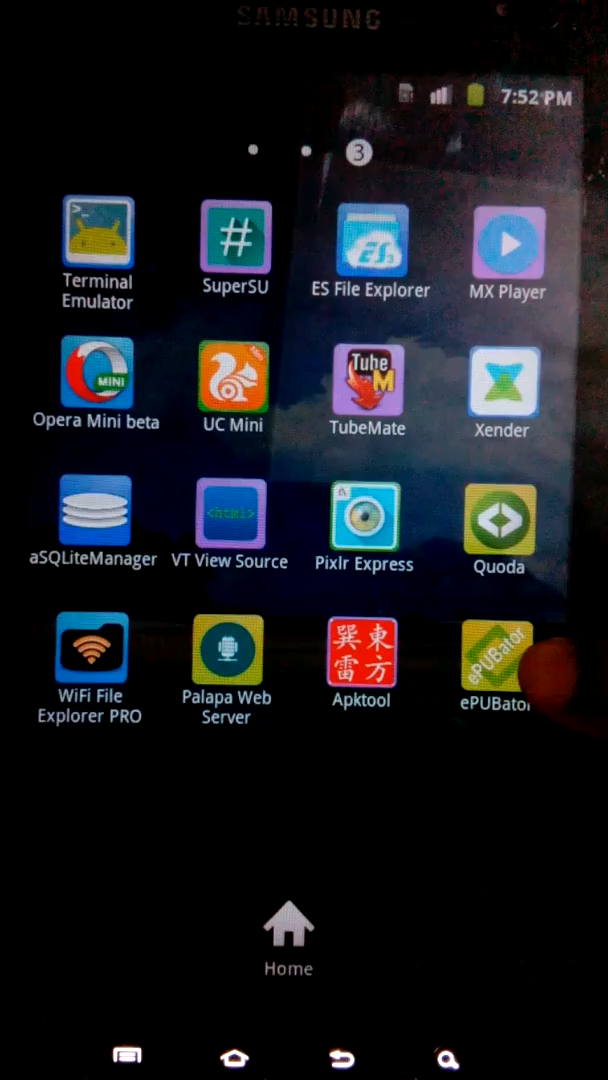 SAMSUNG
7:52 PM
3
>_
Terminal
Emulator
#
SuperSU
ES
ES File Explorer
MX Player
MINI
Opera Mini beta
UC Mini
Tube
M
TubeMate
Xender
aSQLiteManager
<html>
VT View Source
Pixlr Express
<>
Quoda
WiFi File
Explorer PRO
Palapa Web
Server
巽東
雷方
Apktool
ePUBator
ePUBator
Home